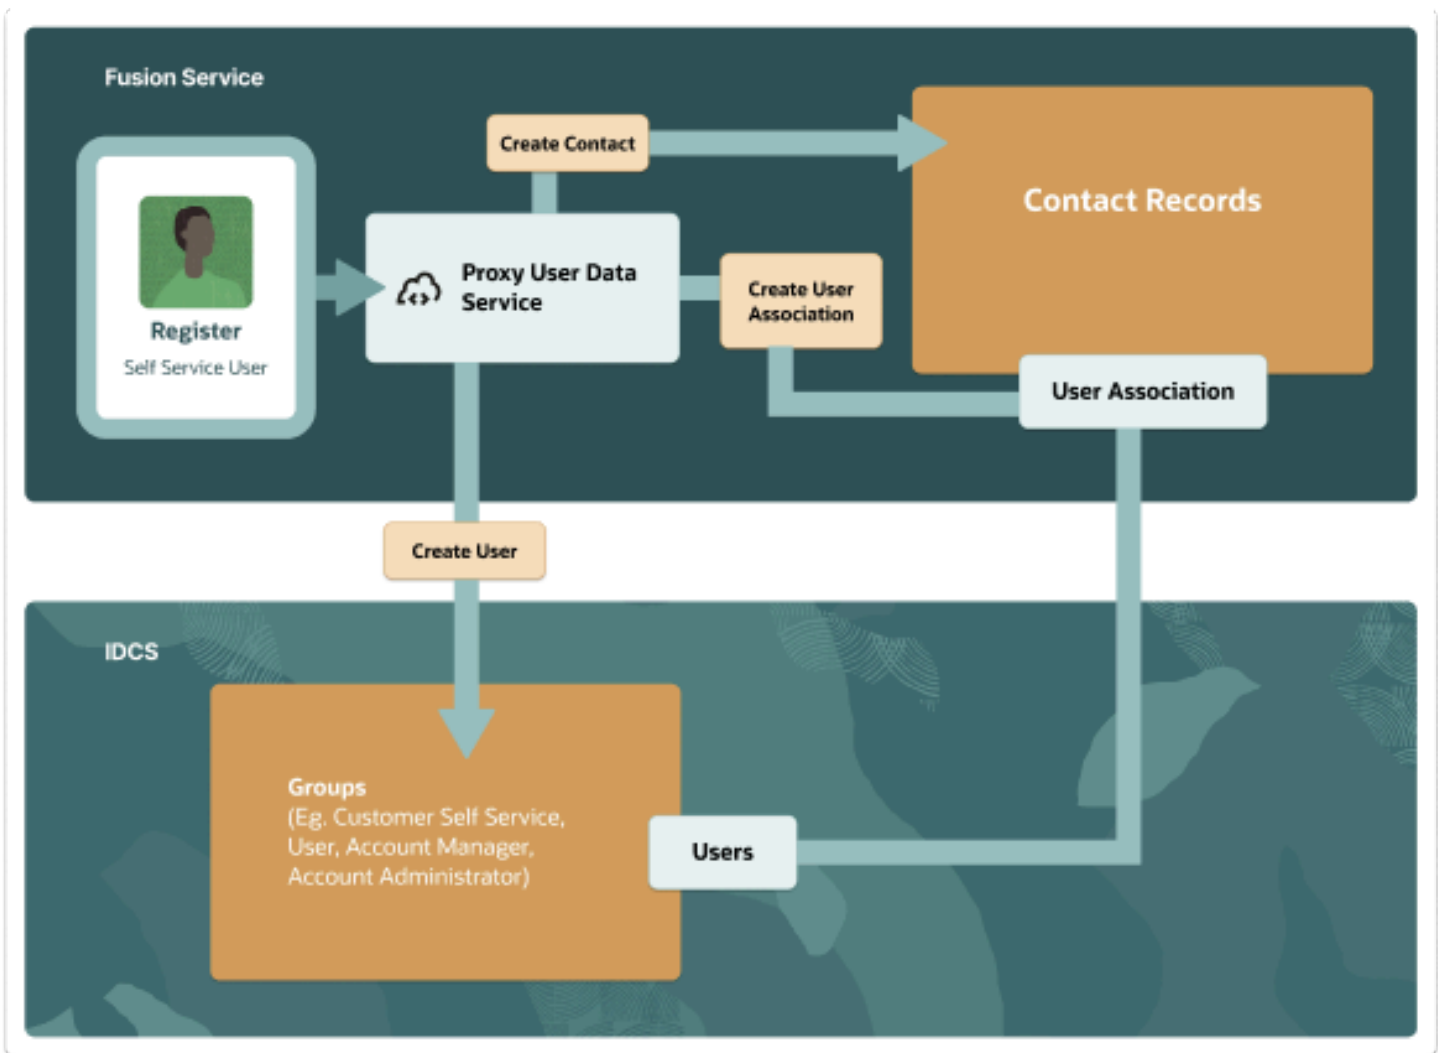 Fusion Service
Create Contact
Contact Records
Proxy User Data
Service
Create User
Association
Register
Self Service User
User Association
Create User
IDCS
Groups
(Eg. Customer Self Service,
User, Account Manager,
Account Administrator)
Users